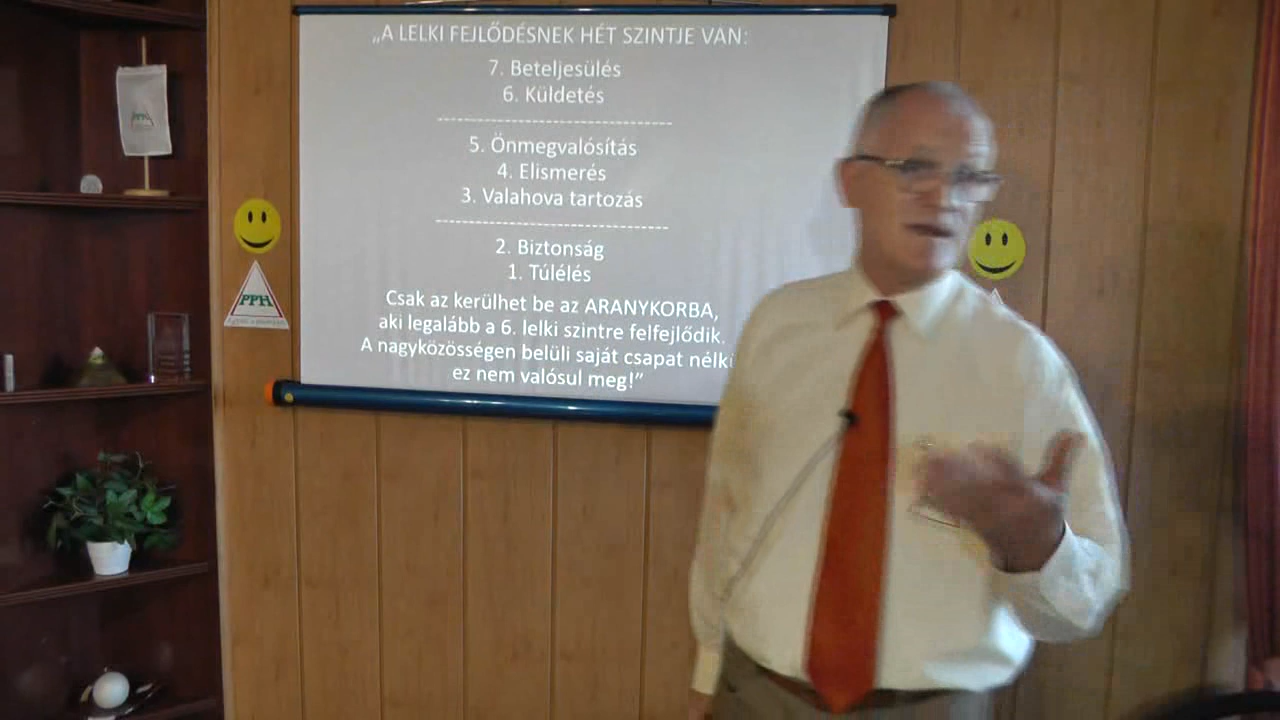 „A LELKI FEJLŐDÉSNEK HÉT SZINTJE VAN:
7. Beteljesülés
6. Küldetés
5. Önmegvalósítás
4. Elismerés
3. Valahova tartozás
2. Biztonság
1. Túlélés
Csak az kerülhet be az ARANYKORBA,
aki legalább a 6. lelki szintre felfejlődik.
A nagyközösségen belüli saját csapat
ez nem valósul meg!”
PPH